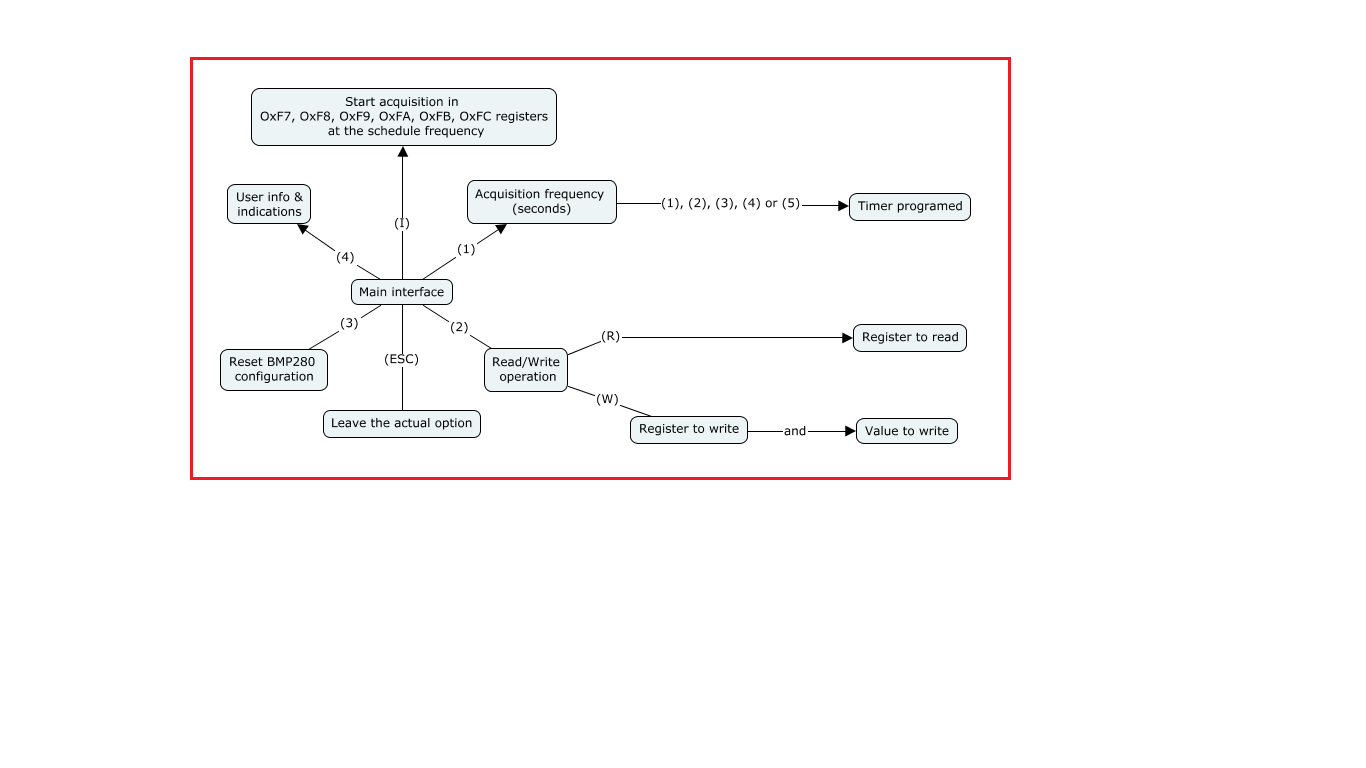 Start acquisition in
OxF7, OxF8, OxF9, OxFA, OxFB, OxFC registers
at the schedule frequency
User info &
indications
Acquisition frequency
(seconds)
(1), (2), (3), (4) or (5)
Timer programed
(I)
(4)
(1)
Main interface
(3)
(2)
(ESC)
Reset BMP280
configuration
Read/Write
operation
(R)
Register to read
(W)
Leave the actual option
Register to write
and
Value to write